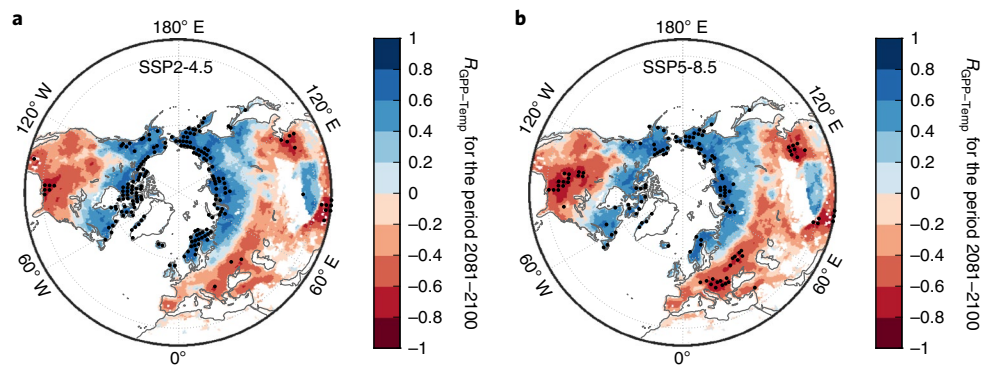 a
180° E
SSP2-4.5
120° W
120° E
60° W
60° E
0°
1
0.8
0.6
0.4
0.2
0
−0.2
−0.4
−0.6
−0.8
−1
R GPP–Temp for the period 2081–2100
b
180° E
SSP5-8.5
120° W
120° E
60° W
60° E
0°
1
0.8
0.6
0.4
0.2
0
−0.2
−0.4
−0.6
−0.8
−1
R GPP–Temp for the period 2081–2100